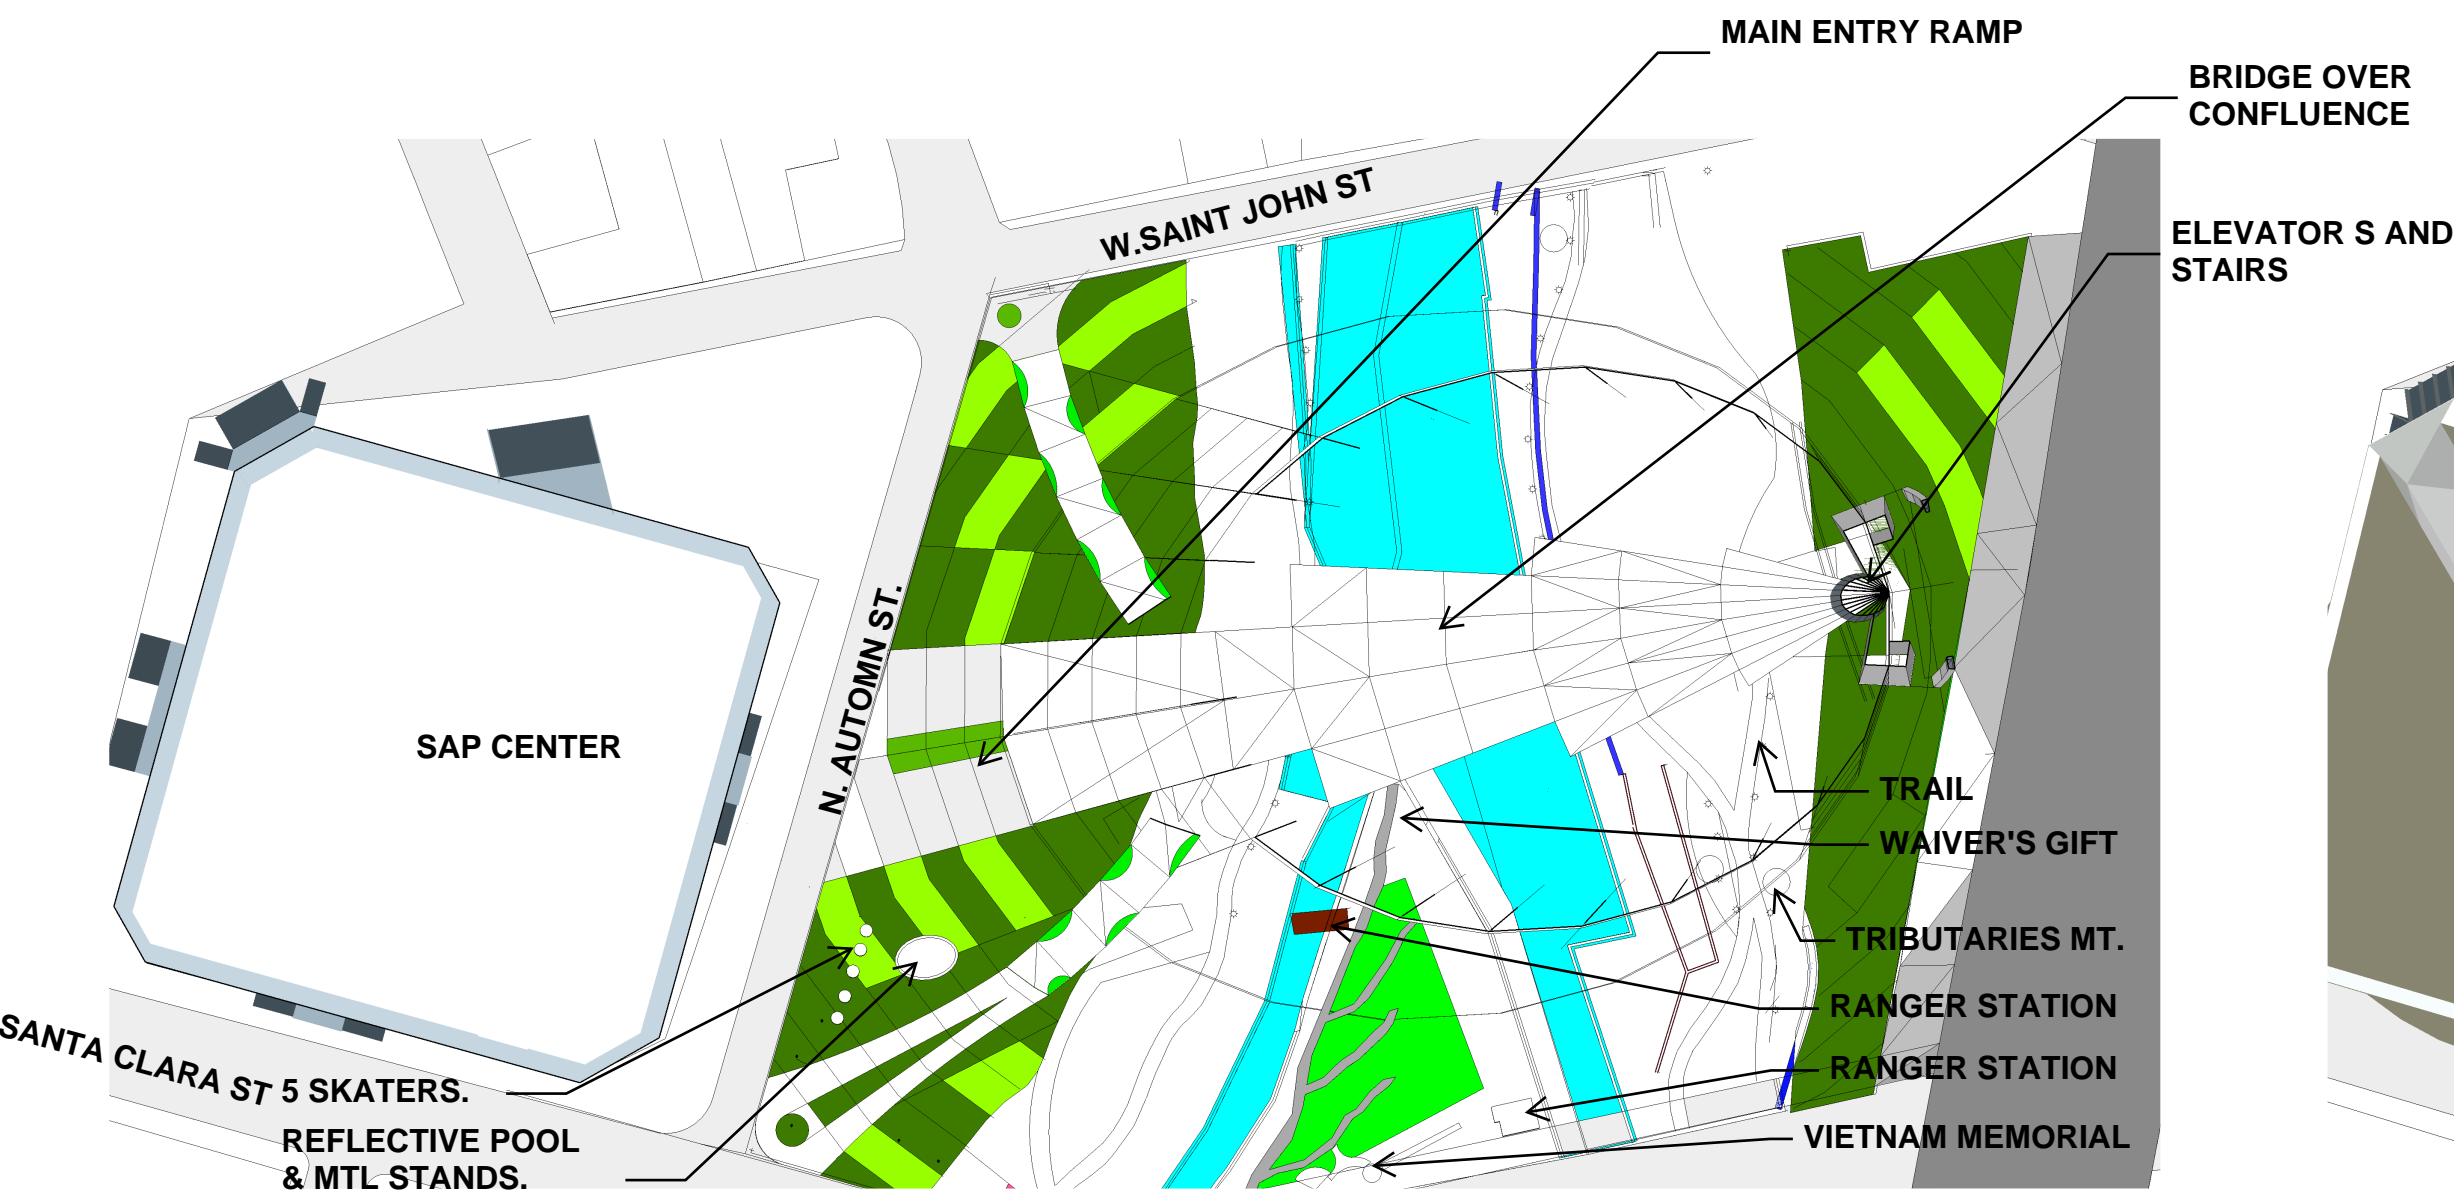 MAIN ENTRY RAMP
BRIDGE OVER
CONFLUENCE
W.SAINT JOHN ST
ELEVATOR S AND
STAIRS
N. AUTOMN ST.
SAP CENTER
TRAIL
WAIVER'S GIFT
TRIBUTARIES MT.
RANGER STATION
SANTA CLARA ST
5 SKATERS.
RANGER STATION
REFLECTIVE POOL
& MTL STANDS.
VIETNAM MEMORIAL